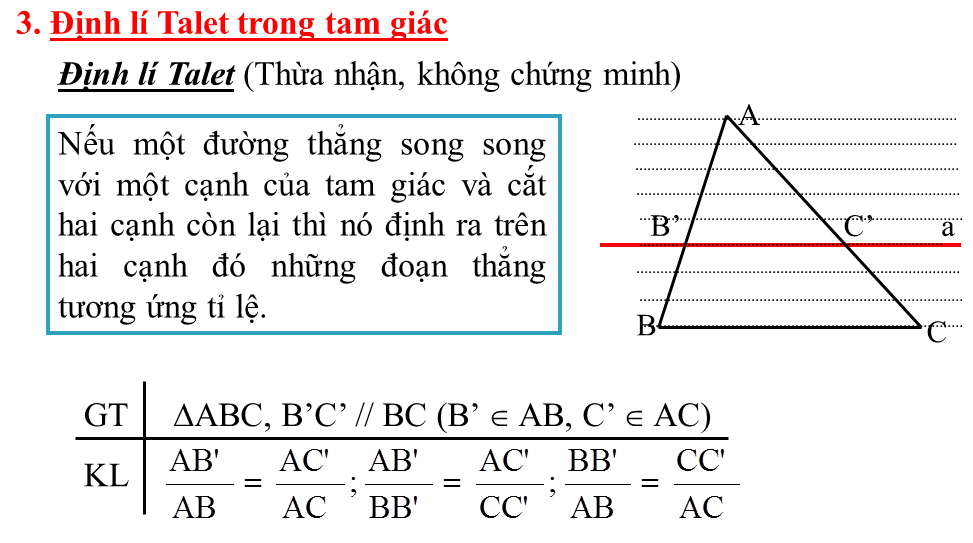 3. Định lí Talet trong tam giác
Định lí Talet (Thừa nhận, không chứng minh)
Nếu một đường thẳng song song
với một cạnh của tam giác và cắt
hai cạnh còn lại thì nó định ra trên
hai cạnh đó những đoạn thẳng
tương ứng tỉ lệ.
A
B’ C’ a
B C
GT ∆ABC, B’C’ // BC (B’ ∈ AB, C’ ∈ AC)
KL AB'/AB = AC'/AC ; AB'/BB' = AC'/CC' ; BB'/AB = CC'/AC